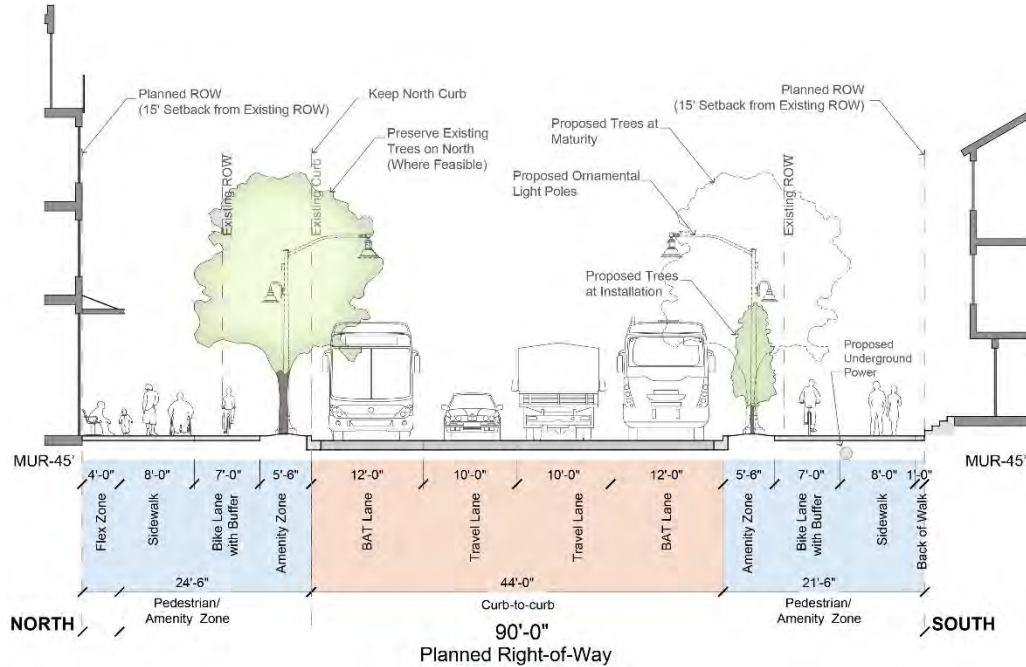 Planned ROW
(15' Setback from Existing ROW)
Keep North Curb
Preserve Existing
Trees on North
(Where Feasible)
Existing ROW
Existing Curb
Proposed Trees at
Maturity
Proposed Ornamental
Light Poles
Proposed Trees
at Installation
Planned ROW
(15' Setback from Existing ROW)
Existing ROW
Proposed
Underground
Power
MUR-45'
MUR-45'
4'-0"
8'-0"
7'-0"
5'-6"
12'-0"
10'-0"
10'-0"
12'-0"
5'-6"
7'-0"
8'-0"
1'-0"
Flex Zone
Sidewalk
Bike Lane
with Buffer
Amenity Zone
BAT Lane
Travel Lane
Travel Lane
BAT Lane
Amenity Zone
Bike Lane
with Buffer
Sidewalk
Back of Walk
24'-6"
44'-0"
21'-6"
Pedestrian/
Amenity Zone
Curb-to-curb
Pedestrian/
Amenity Zone
NORTH
SOUTH
90'-0"
Planned Right-of-Way